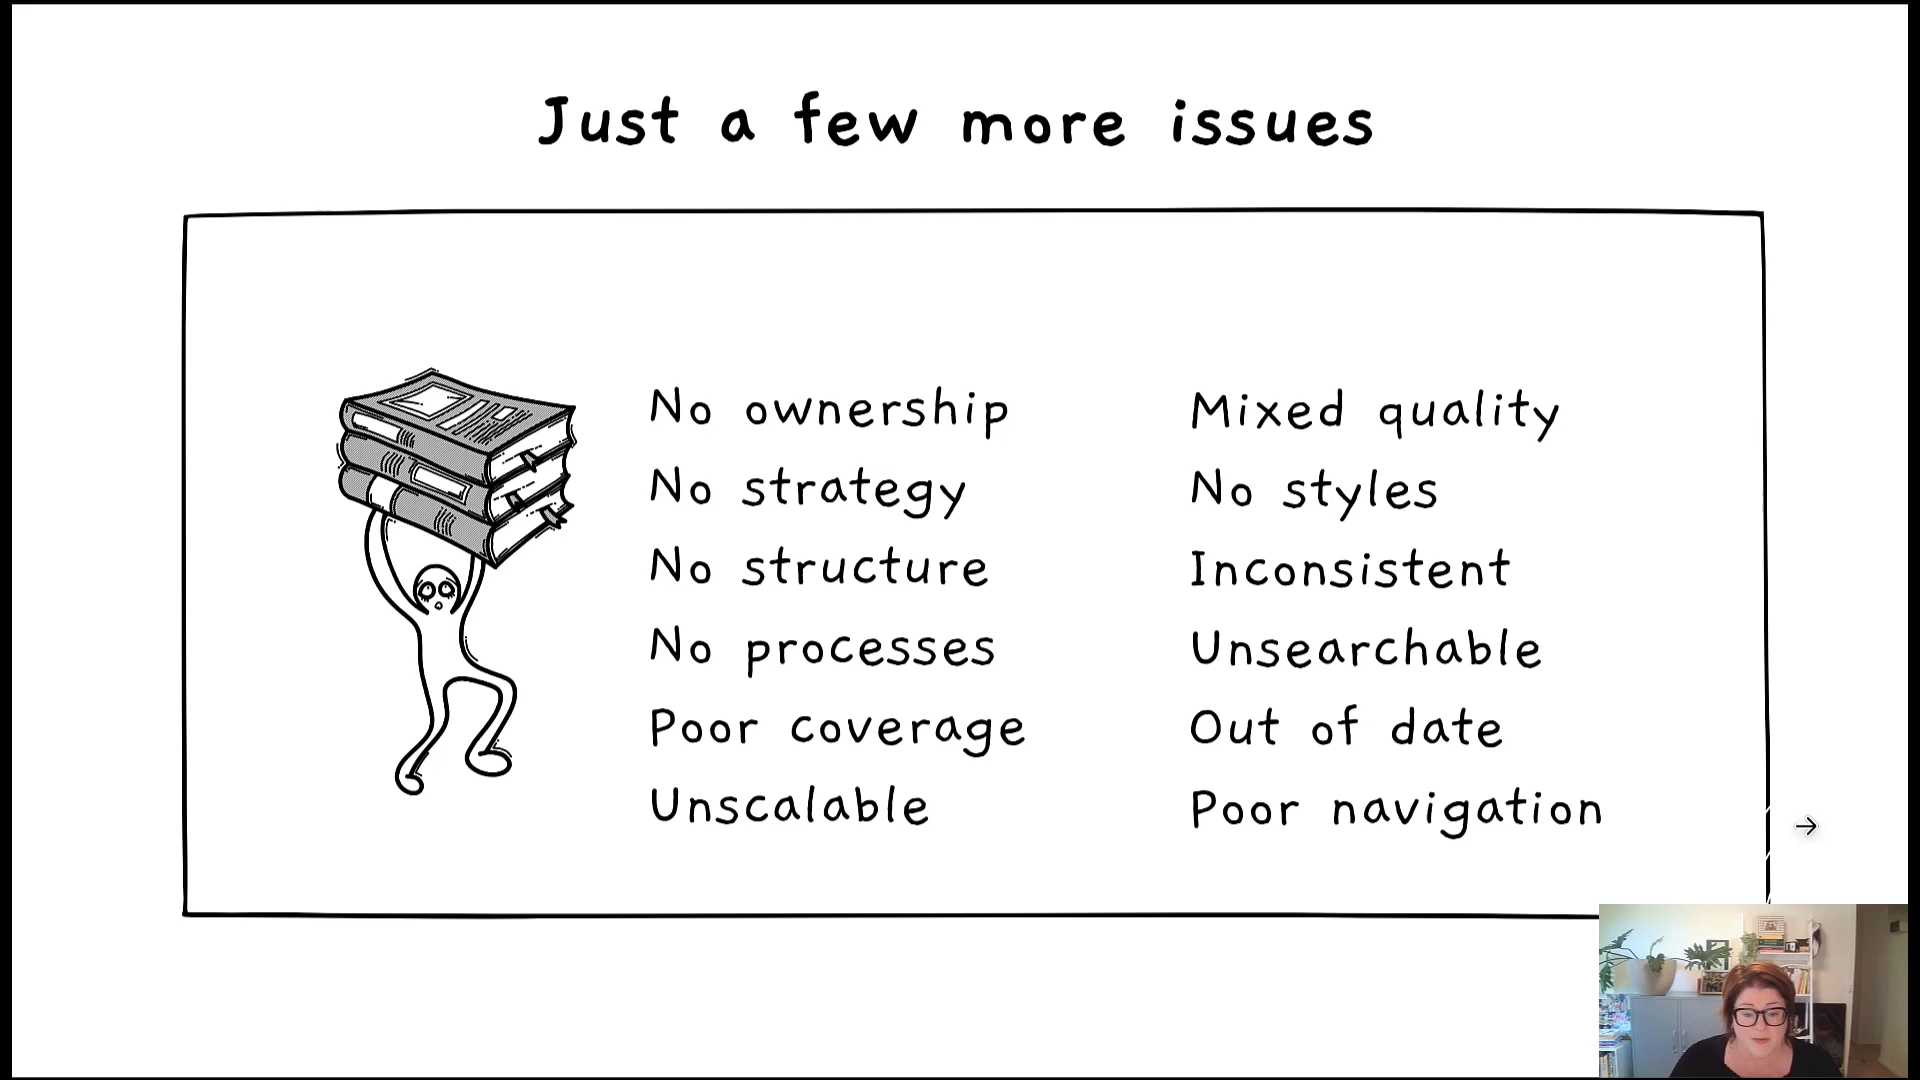 Just a few more issues
No ownership
No strategy
No structure
No processes
Poor coverage
Unscalable
Mixed quality
No styles
Inconsistent
Unsearchable
Out of date
Poor navigation